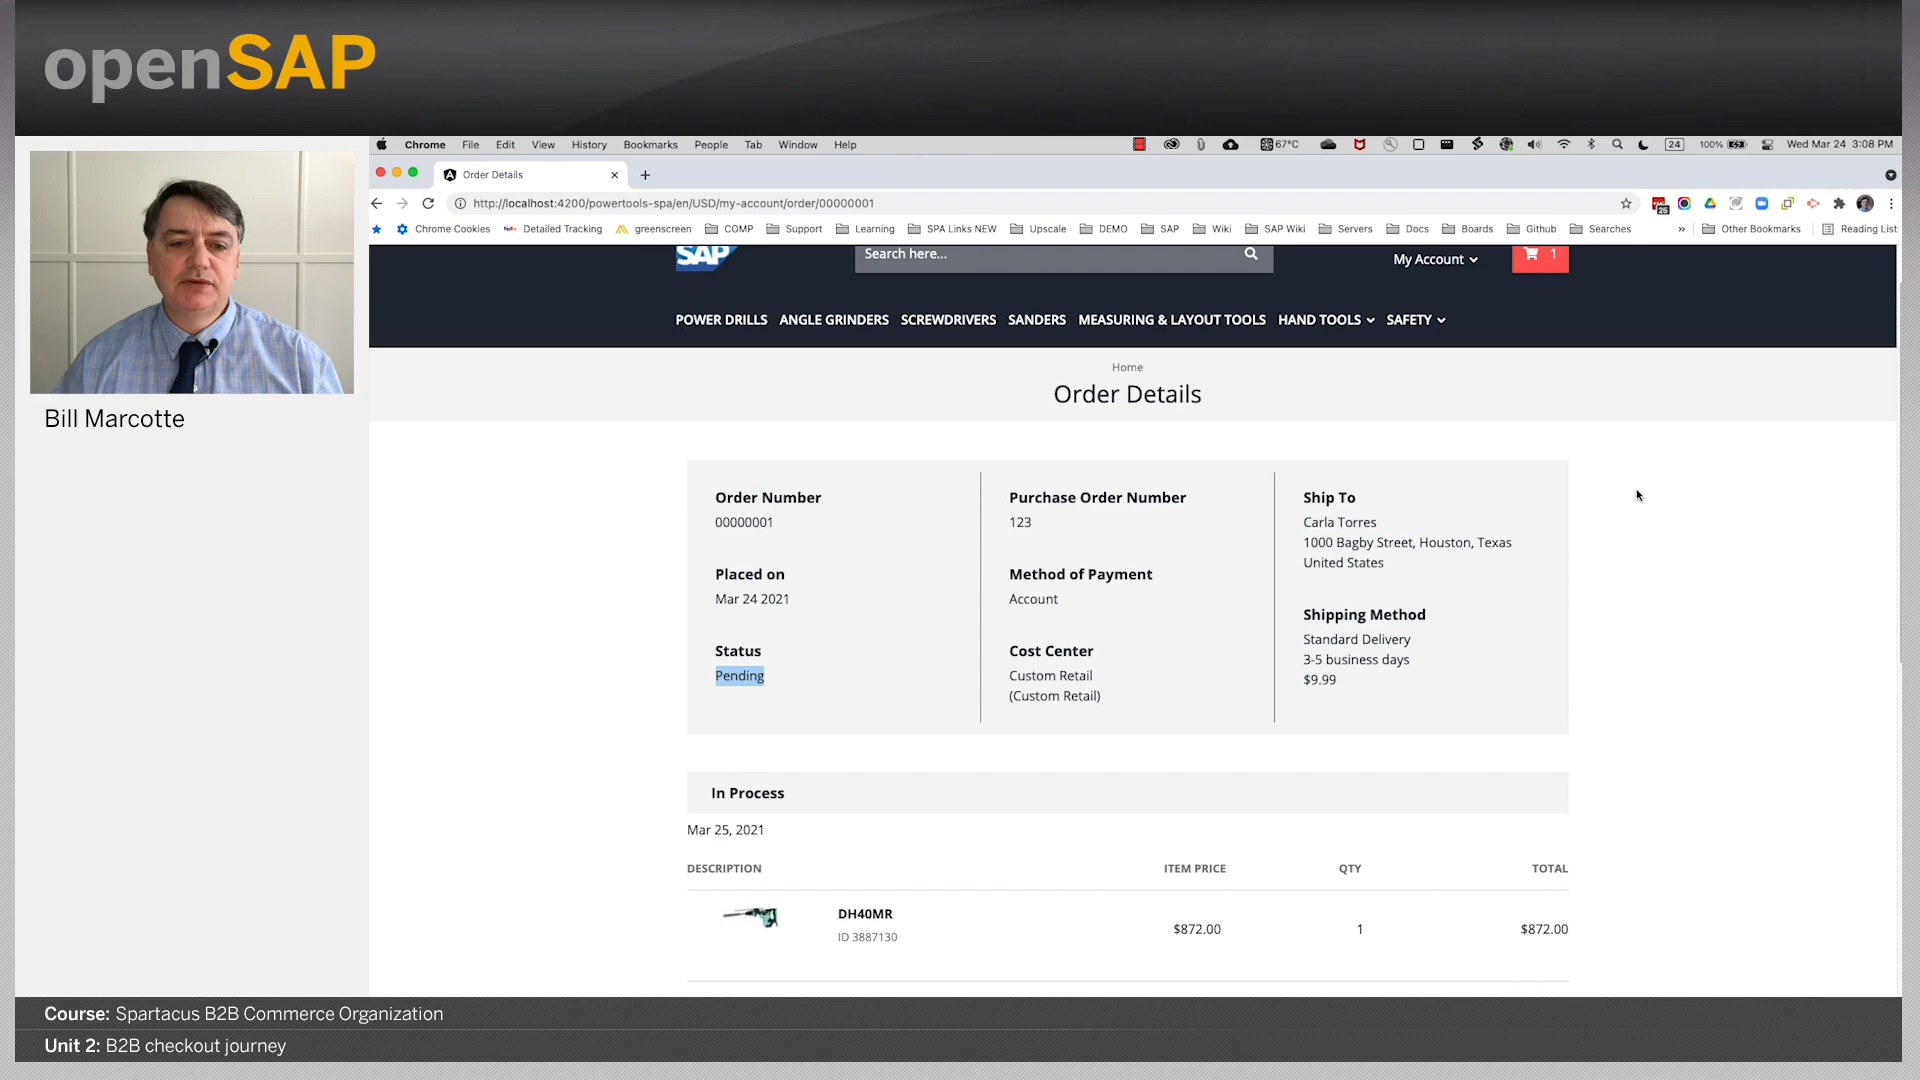 openSAP
Chrome File Edit View History Bookmarks People Tab Window Help
67°C 24 100% Wed Mar 24 3:08 PM
Order Details
http://localhost:4200/powertools-spa/en/USD/my-account/order/00000001
Chrome Cookies Detailed Tracking greenscreen COMP Support Learning SPA Links NEW Upscale DEMO SAP Wiki SAP Wiki Servers Docs Boards Github Searches » Other Bookmarks Reading List
SAP Search here... My Account 1
POWER DRILLS ANGLE GRINDERS SCREWDRIVERS SANDERS MEASURING & LAYOUT TOOLS HAND TOOLS SAFETY
Home
Order Details
Bill Marcotte
Order Number
00000001
Placed on
Mar 24 2021
Status
Pending
Purchase Order Number
123
Method of Payment
Account
Cost Center
Custom Retail
(Custom Retail)
Ship To
Carla Torres
1000 Bagby Street, Houston, Texas
United States
Shipping Method
Standard Delivery
3-5 business days
$9.99
In Process
Mar 25, 2021
DESCRIPTION ITEM PRICE QTY TOTAL
DH40MR
ID 3887130
$872.00 1 $872.00
Course: Spartacus B2B Commerce Organization
Unit 2: B2B checkout journey